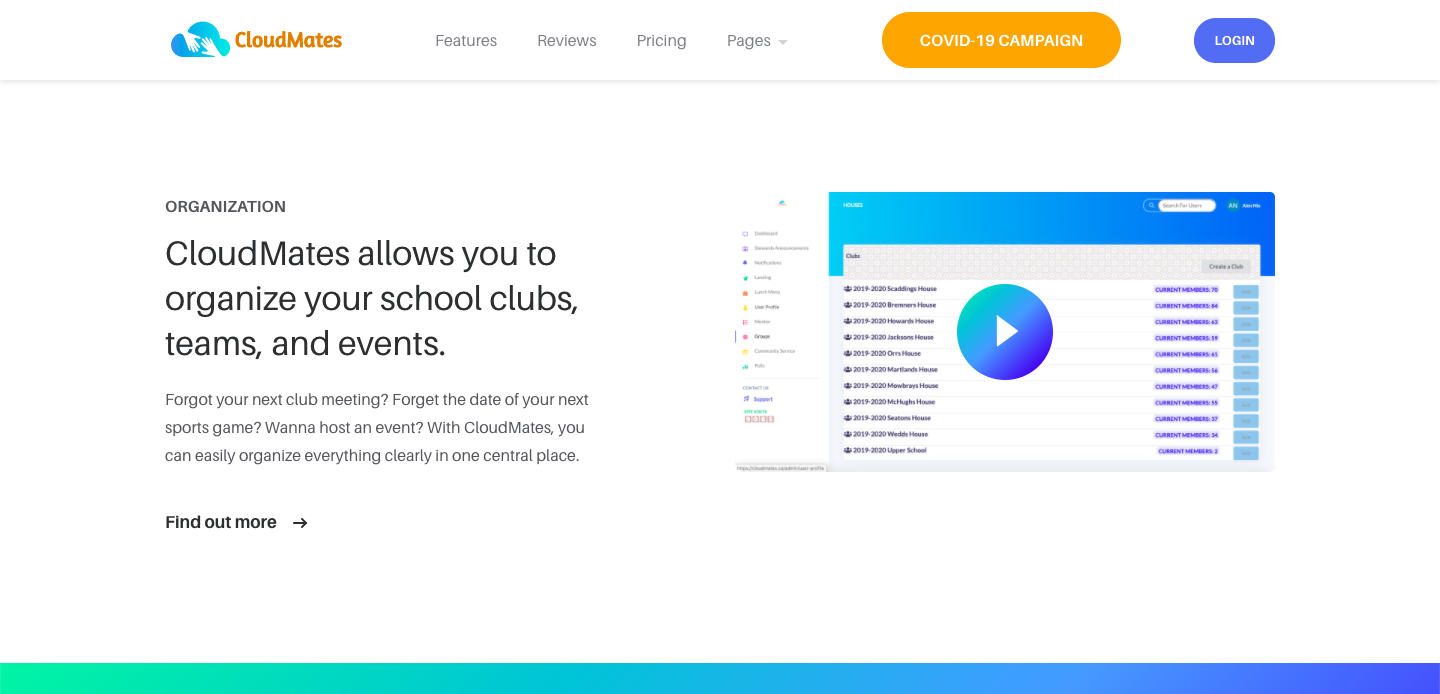 CloudMates
Features
Reviews
Pricing
Pages
COVID-19 CAMPAIGN
LOGIN
ORGANIZATION
CloudMates allows you to
organize your school clubs,
teams, and events.
Forgot your next club meeting? Forget the date of your next
sports game? Wanna host an event? With CloudMates, you
can easily organize everything clearly in one central place.
Find out more
HOUSES
Search For Users
AN
Alex Nis
Dashboard
Stewards Announcements
Notifications
Landing
Lunch Menu
User Profile
Mentor
Groups
Community Service
Polls
CONTACT US
Support
SITE VISITS
https://cloudmates.ca/admin/user-profile
Clubs
Create a Club
2019-2020 Scaddings House CURRENT MEMBERS: 70
2019-2020 Bremners House CURRENT MEMBERS: 64
2019-2020 Howards House CURRENT MEMBERS: 62
2019-2020 Jacksons House CURRENT MEMBERS: 59
2019-2020 Orrs House CURRENT MEMBERS: 61
2019-2020 Martlands House CURRENT MEMBERS: 56
2019-2020 Mowbrays House CURRENT MEMBERS: 47
2019-2020 McHughs House CURRENT MEMBERS: 55
2019-2020 Seatons House CURRENT MEMBERS: 37
2019-2020 Wedds House CURRENT MEMBERS: 34
2019-2020 Upper School CURRENT MEMBERS: 2